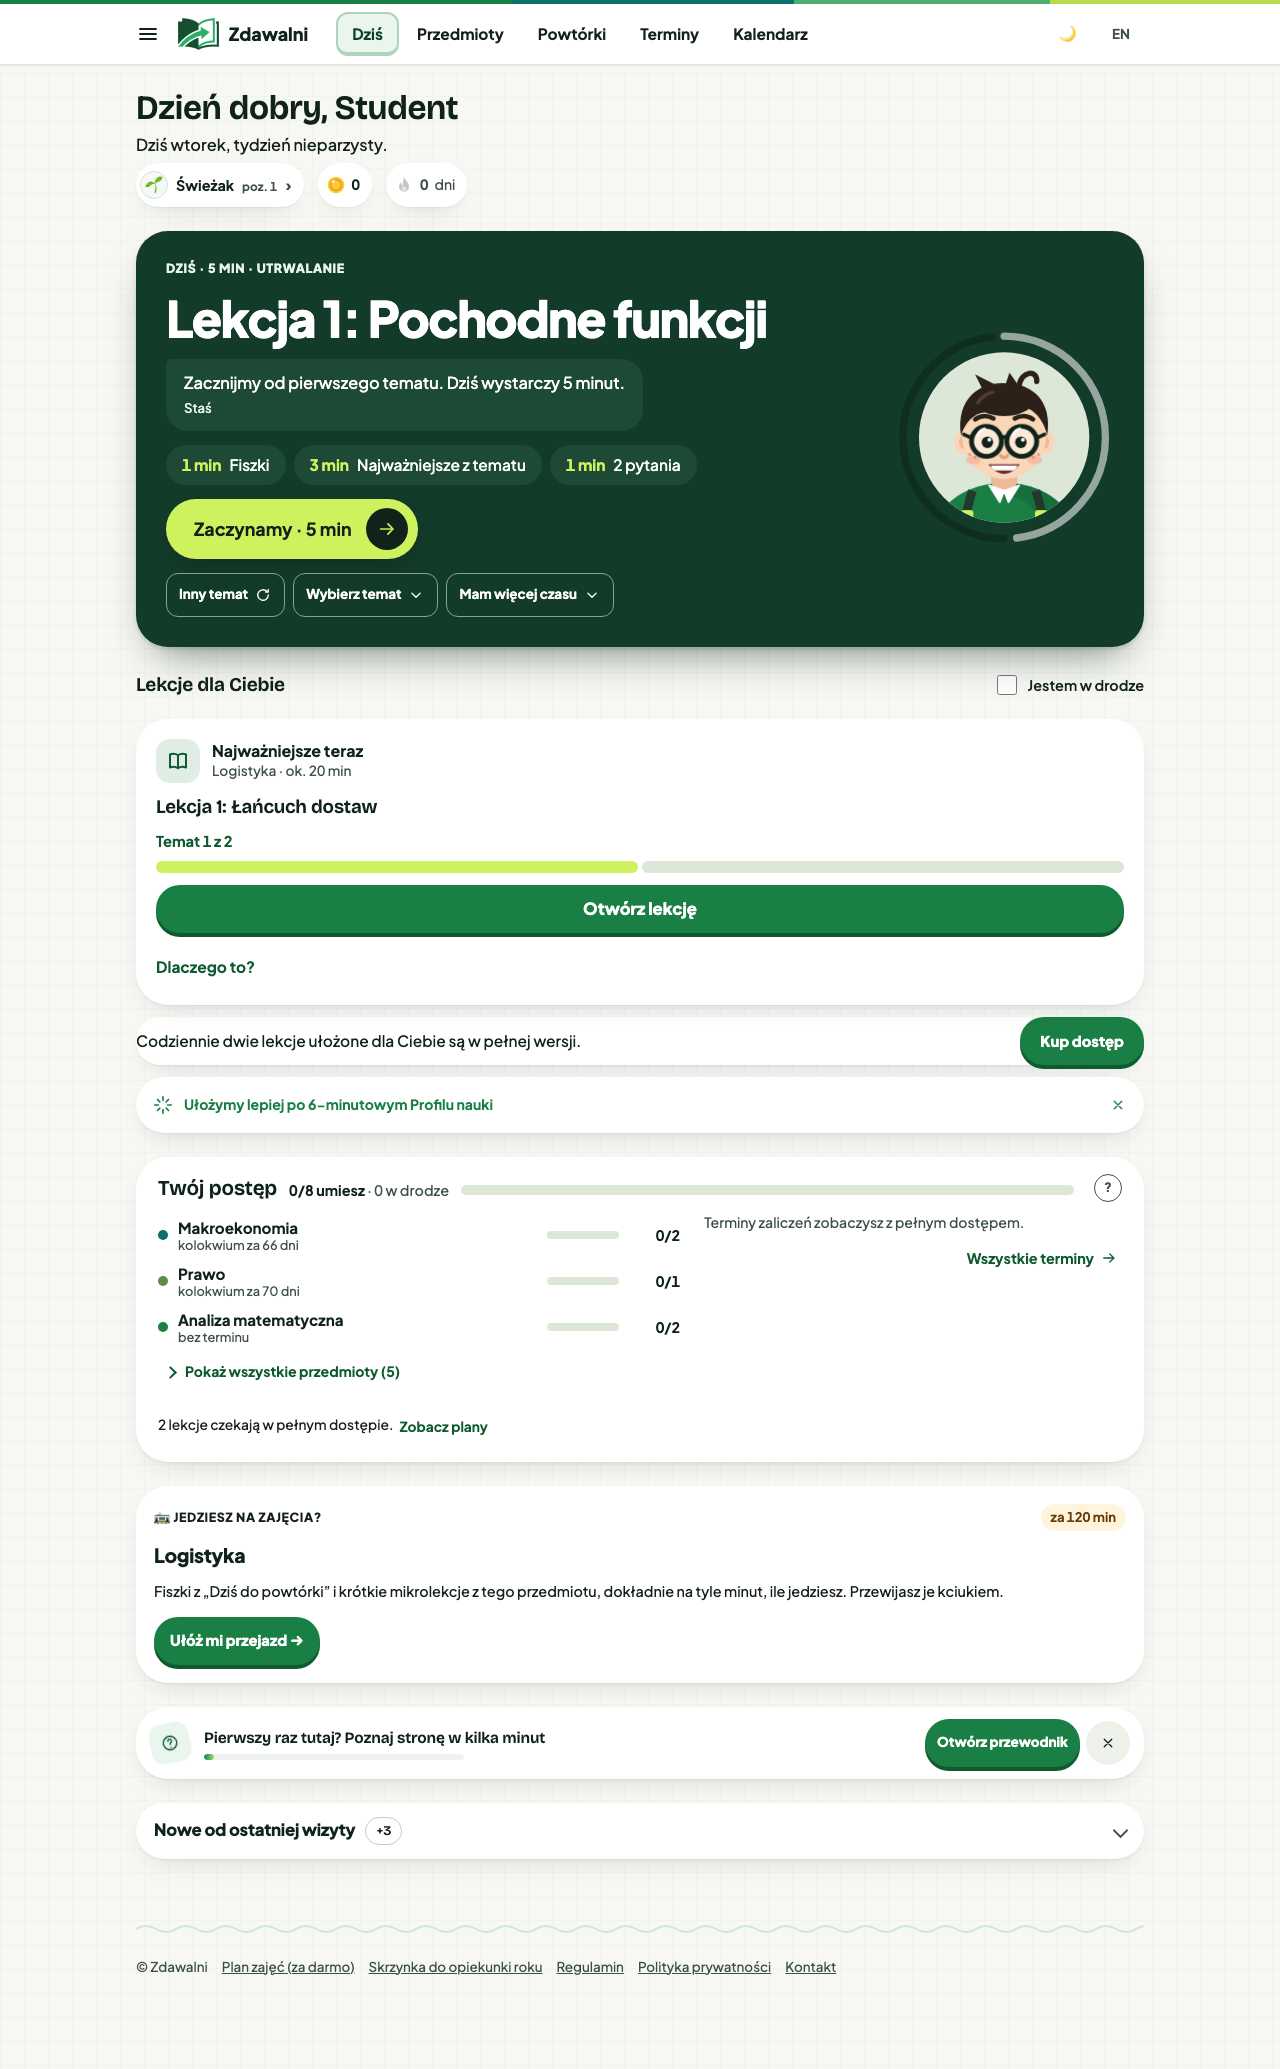 Zdawalni
Dziś
Przedmioty
Powtórki
Terminy
Kalendarz
EN
Dzień dobry, Student
Dziś wtorek, tydzień nieparzysty.
Świeżak poz. 1 ›
0
0 dni
DZIŚ · 5 MIN · UTRWALANIE
Lekcja 1: Pochodne funkcji
Zacznijmy od pierwszego tematu. Dziś wystarczy 5 minut.
Staś
1 min Fiszki
3 min Najważniejsze z tematu
1 min 2 pytania
Zaczynamy · 5 min →
Inny temat
Wybierz temat
Mam więcej czasu
Lekcje dla Ciebie
Jestem w drodze
Najważniejsze teraz
Logistyka · ok. 20 min
Lekcja 1: Łańcuch dostaw
Temat 1 z 2
Otwórz lekcję
Dlaczego to?
Codziennie dwie lekcje ułożone dla Ciebie są w pełnej wersji.
Kup dostęp
Ułożymy lepiej po 6-minutowym Profilu nauki
Twój postęp 0/8 umiesz · 0 w drodze
?
Makroekonomia
kolokwium za 66 dni
0/2
Prawo
kolokwium za 70 dni
0/1
Analiza matematyczna
bez terminu
0/2
Pokaż wszystkie przedmioty (5)
Terminy zaliczeń zobaczysz z pełnym dostępem.
Wszystkie terminy →
2 lekcje czekają w pełnym dostępie. Zobacz plany
JEDZIESZ NA ZAJĘCIA?
za 120 min
Logistyka
Fiszki z „Dziś do powtórki” i krótkie mikrolekcje z tego przedmiotu, dokładnie na tyle minut, ile jedziesz. Przewijasz je kciukiem.
Ułóż mi przejazd →
Pierwszy raz tutaj? Poznaj stronę w kilka minut
Otwórz przewodnik
Nowe od ostatniej wizyty +3
© Zdawalni Plan zajęć (za darmo) Skrzynka do opiekunki roku Regulamin Polityka prywatności Kontakt